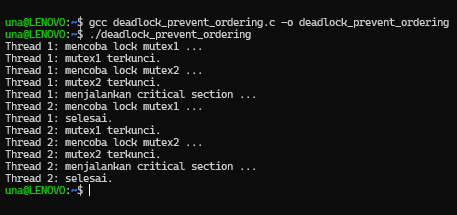 una@LENOVO:~$ gcc deadlock_prevent_ordering.c -o deadlock_prevent_ordering
una@LENOVO:~$ ./deadlock_prevent_ordering
Thread 1: mencoba lock mutex1 ...
Thread 1: mutex1 terkunci.
Thread 1: mencoba lock mutex2 ...
Thread 1: mutex2 terkunci.
Thread 1: menjalankan critical section ...
Thread 2: mencoba lock mutex1 ...
Thread 1: selesai.
Thread 2: mutex1 terkunci.
Thread 2: mencoba lock mutex2 ...
Thread 2: mutex2 terkunci.
Thread 2: menjalankan critical section ...
Thread 2: selesai.
una@LENOVO:~$